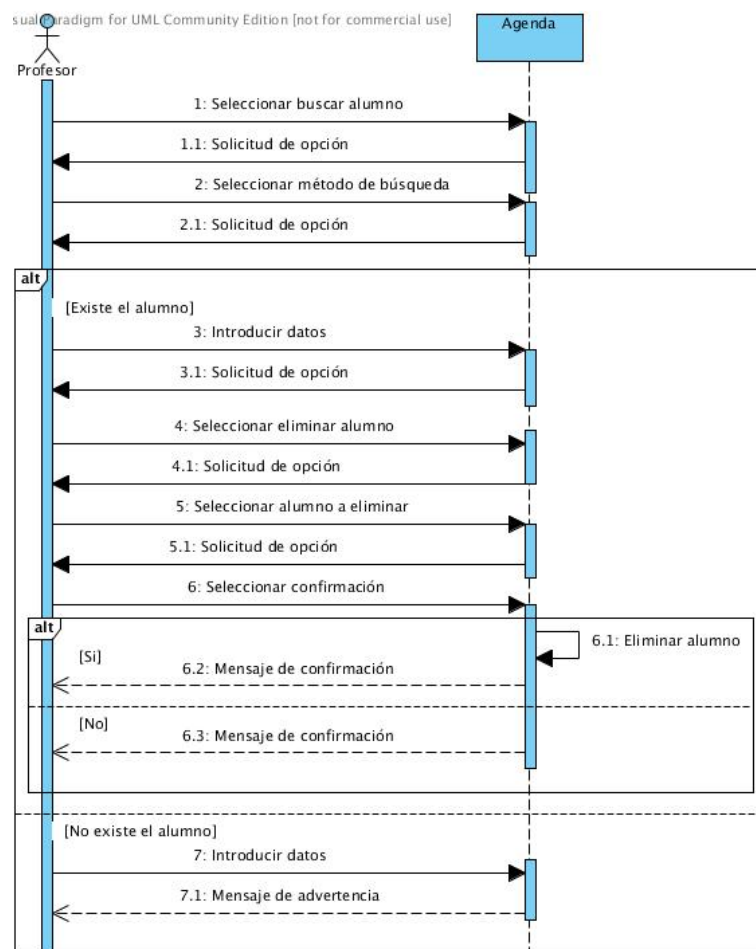 sual Paradigm for UML Community Edition [not for commercial use]
Agenda
Profesor
1: Seleccionar buscar alumno
1.1: Solicitud de opción
2: Seleccionar método de búsqueda
2.1: Solicitud de opción
alt
[Existe el alumno]
3: Introducir datos
3.1: Solicitud de opción
4: Seleccionar eliminar alumno
4.1: Solicitud de opción
5: Seleccionar alumno a eliminar
5.1: Solicitud de opción
6: Seleccionar confirmación
alt
6.1: Eliminar alumno
[Si]
6.2: Mensaje de confirmación
[No]
6.3: Mensaje de confirmación
[No existe el alumno]
7: Introducir datos
7.1: Mensaje de advertencia